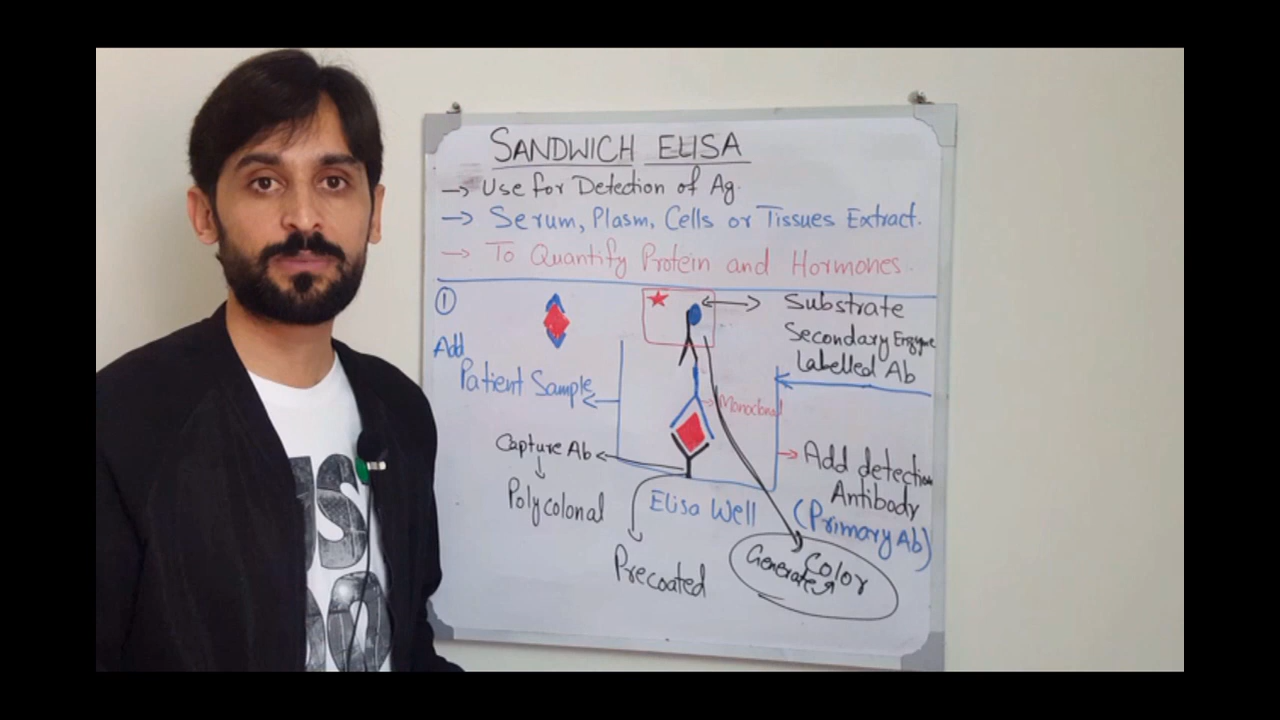 SANDWICH ELISA
→ Use for Detection of Ag.
→ Serum, Plasm, Cells or Tissues Extract.
→ To Quantify Protein and Hormones.
①
Substrate
Secondary Enzyme
Labelled Ab
Add
Patient Sample
Monoclonal
Capture Ab
Add detection
Antibody
(Primary Ab)
Polycolonal
Elisa Well
Precoated
Color
Generate